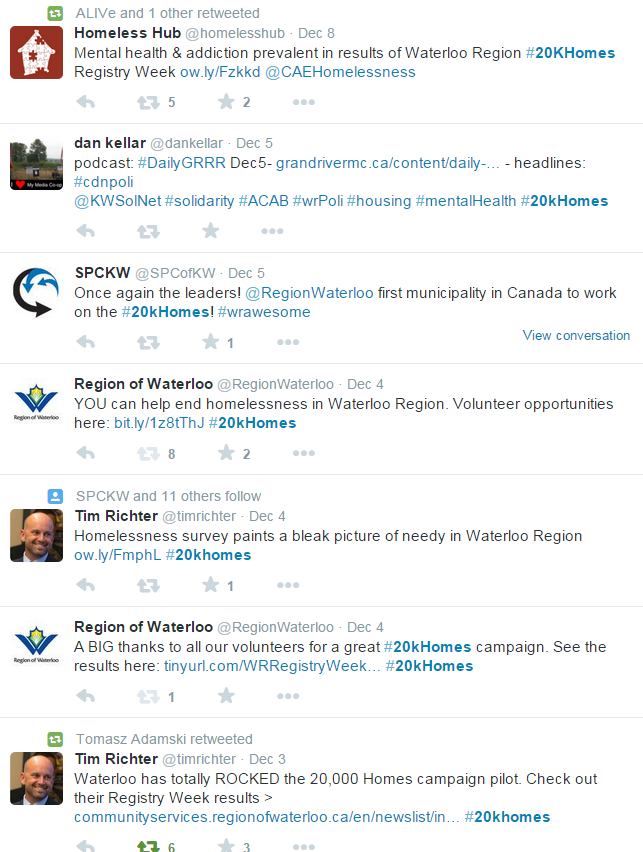 ALIVe and 1 other retweeted
Homeless Hub @homelesshub · Dec 8
Mental health & addiction prevalent in results of Waterloo Region #20KHomes
Registry Week ow.ly/Fzkkd @CAEHomelessness
5 2
dan kellar @dankellar · Dec 5
podcast: #DailyGRRR Dec5- grandrivermc.ca/content/daily-… - headlines:
#cdnpoli
@KWSolNet #solidarity #ACAB #wrPoli #housing #mentalHealth #20kHomes
I ♥ My Media Co-op
SPCKW @SPCofKW · Dec 5
Once again the leaders! @RegionWaterloo first municipality in Canada to work
on the #20kHomes! #wrawesome
View conversation
1
Region of Waterloo @RegionWaterloo · Dec 4
YOU can help end homelessness in Waterloo Region. Volunteer opportunities
here: bit.ly/1z8tThJ #20kHomes
Region of Waterloo
8 2
SPCKW and 11 others follow
Tim Richter @timrichter · Dec 4
Homelessness survey paints a bleak picture of needy in Waterloo Region
ow.ly/FmphL #20khomes
1
Region of Waterloo @RegionWaterloo · Dec 4
A BIG thanks to all our volunteers for a great #20kHomes campaign. See the
results here: tinyurl.com/WRRegistryWeek… #20kHomes
Region of Waterloo
1
Tomasz Adamski retweeted
Tim Richter @timrichter · Dec 3
Waterloo has totally ROCKED the 20,000 Homes campaign pilot. Check out
their Registry Week results >
communityservices.regionofwaterloo.ca/en/newslist/in… #20khomes
6 3